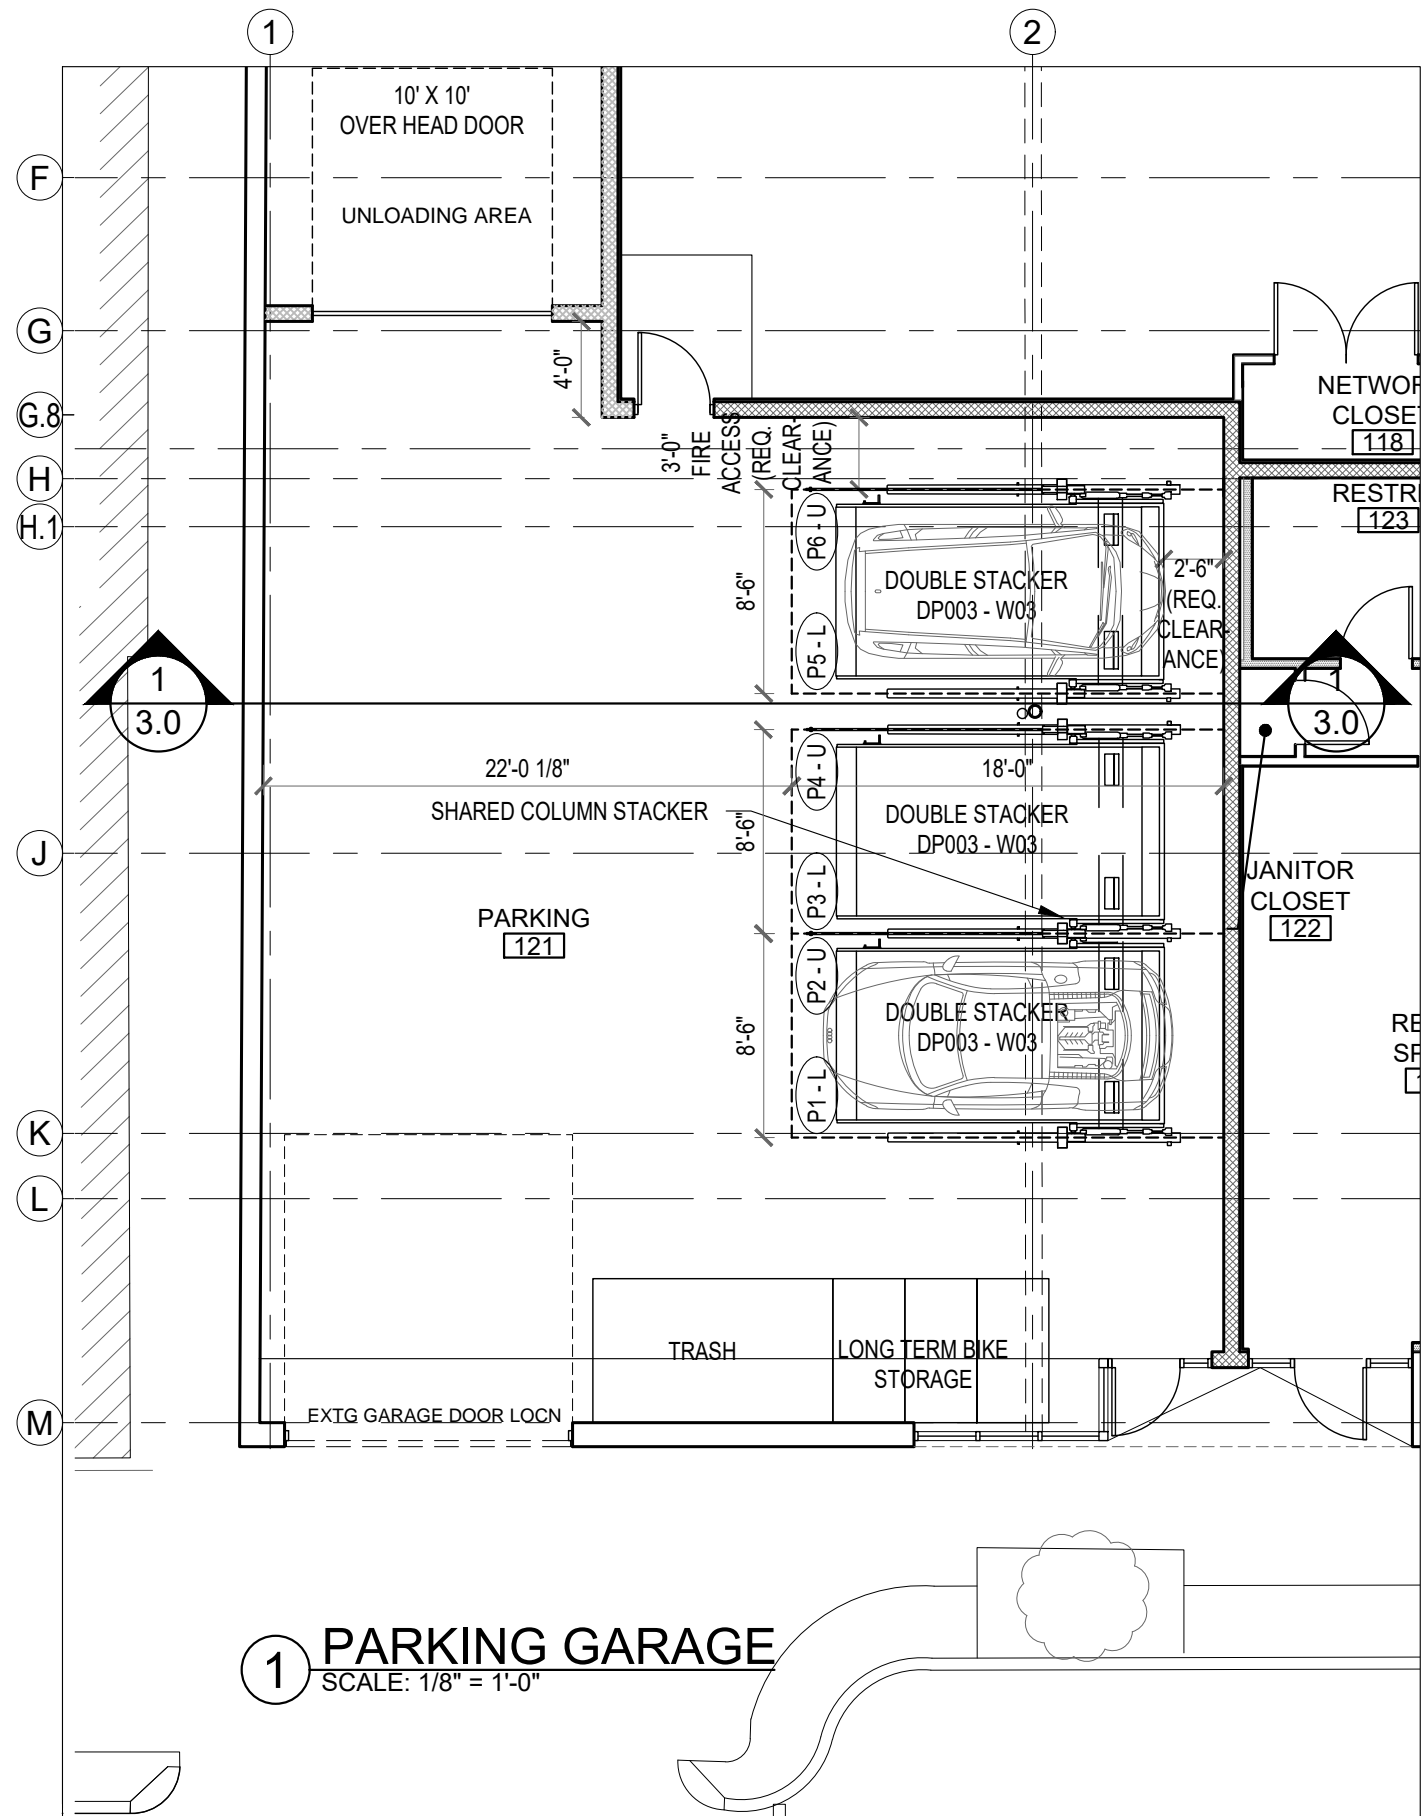 1
2
10' X 10'
OVER HEAD DOOR
F
UNLOADING AREA
G
4'-0"
G.8
3'-0"
FIRE
ACCESS
(REQ.
CLEAR-
ANCE)
NETWOR
CLOSET
118
H
RESTR
123
H.1
P6 - U
8'-6"
DOUBLE STACKER
DP003 - W03
2'-6"
(REQ.
CLEAR-
ANCE)
P5 - L
1
3.0
1
3.0
22'-0 1/8"
18'-0"
P4 - U
SHARED COLUMN STACKER
8'-6"
DOUBLE STACKER
DP003 - W03
J
P3 - L
JANITOR
CLOSET
122
PARKING
121
P2 - U
8'-6"
DOUBLE STACKER
DP003 - W03
RE
SP
P1 - L
K
L
TRASH
LONG TERM BIKE
STORAGE
M
EXTG GARAGE DOOR LOCN
1
PARKING GARAGE
SCALE: 1/8" = 1'-0"